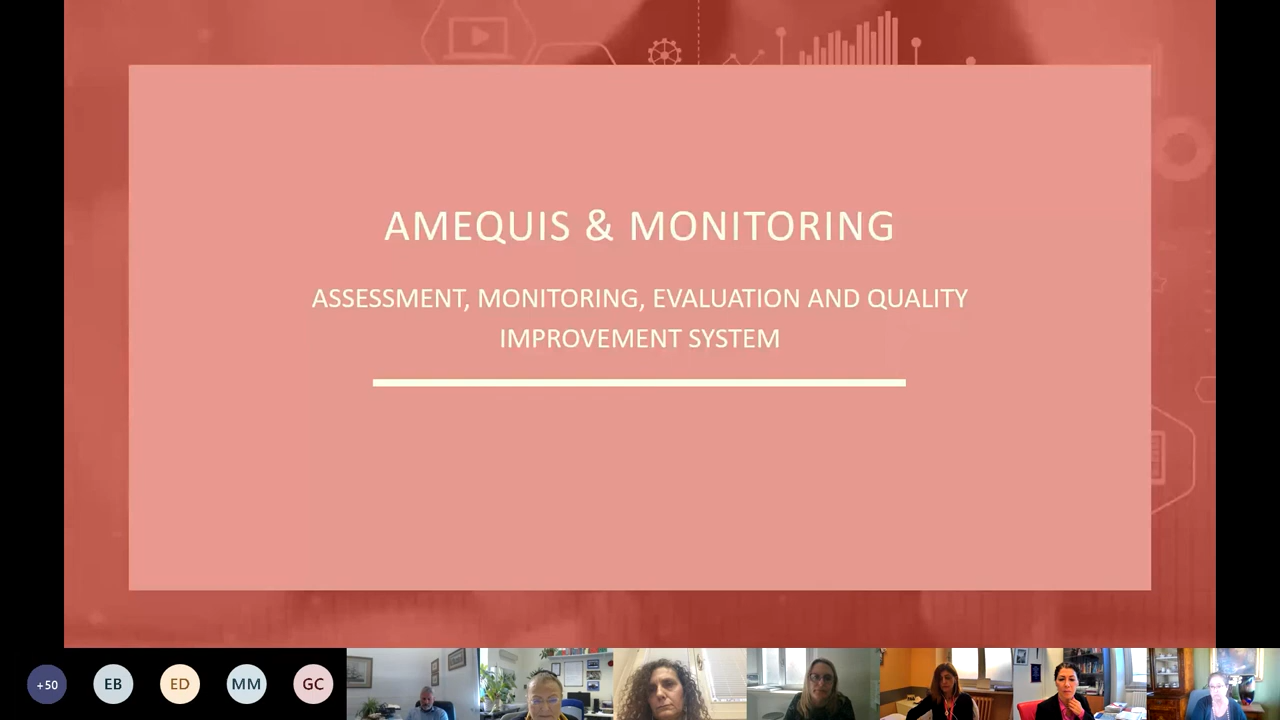 AMEQUIS & MONITORING
ASSESSMENT, MONITORING, EVALUATION AND QUALITY
IMPROVEMENT SYSTEM
+50
EB
ED
MM
GC